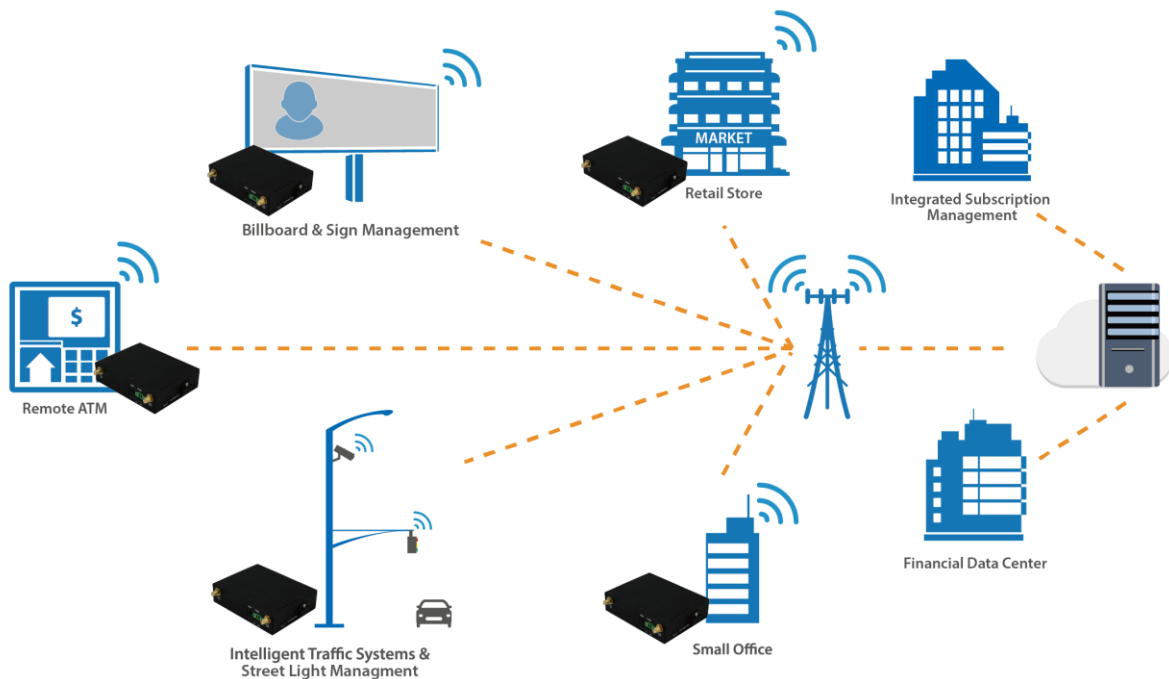 MARKET
Retail Store
Integrated Subscription
Management
Billboard & Sign Management
$
Remote ATM
Intelligent Traffic Systems &
Street Light Managment
Small Office
Financial Data Center